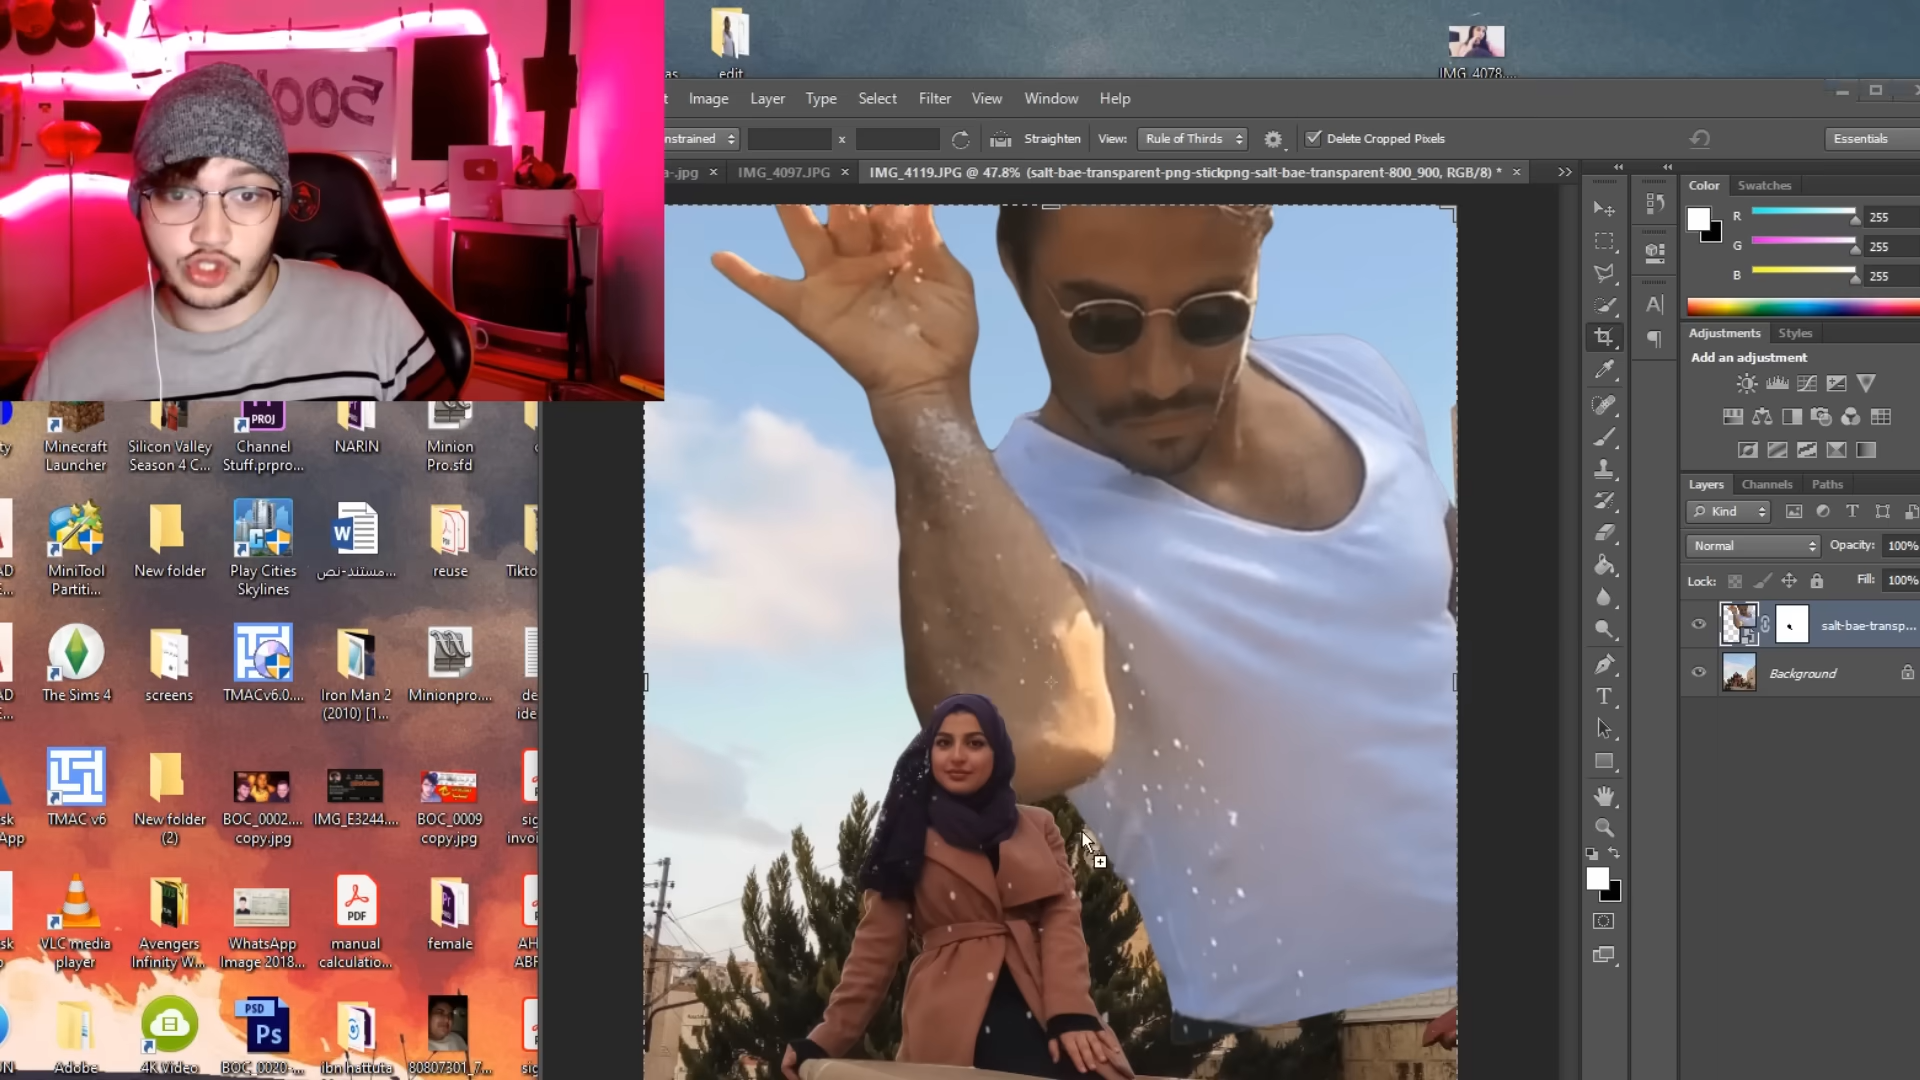 edit
IMG_4078....
Image Layer Type Select Filter View Window Help
x Straighten View: Rule of Thirds Delete Cropped Pixels Essentials
IMG_4097.JPG × IMG_4119.JPG @ 47.8% (salt-bae-transparent-png-stickpng-salt-bae-transparent-800_900, RGB/8) * ×
Color Swatches
R 255
G 255
B 255
Adjustments Styles
Add an adjustment
Layers Channels Paths
Kind
Normal Opacity: 100%
Lock: Fill: 100%
salt-bae-transp...
Background
PROJ
Minecraft Launcher
Silicon Valley Season 4 C...
Channel Stuff.prpro...
NARIN
Minion Pro.sfd
MiniTool Partiti...
New folder
Play Cities Skylines
مستند-نص...
reuse
The Sims 4
screens
TMACv6.0....
Iron Man 2 (2010) [1...
Minionpro....
TMAC v6
New folder (2)
BOC_0002.... copy.jpg
IMG_E3244....
BOC_0009 copy.jpg
VLC media player
Avengers Infinity W...
WhatsApp Image 2018...
PDF
manual calculatio...
female
Adobe
4K Video
PSD
Ps
BOC_0020-...
ibn hattuta
80807301_7...